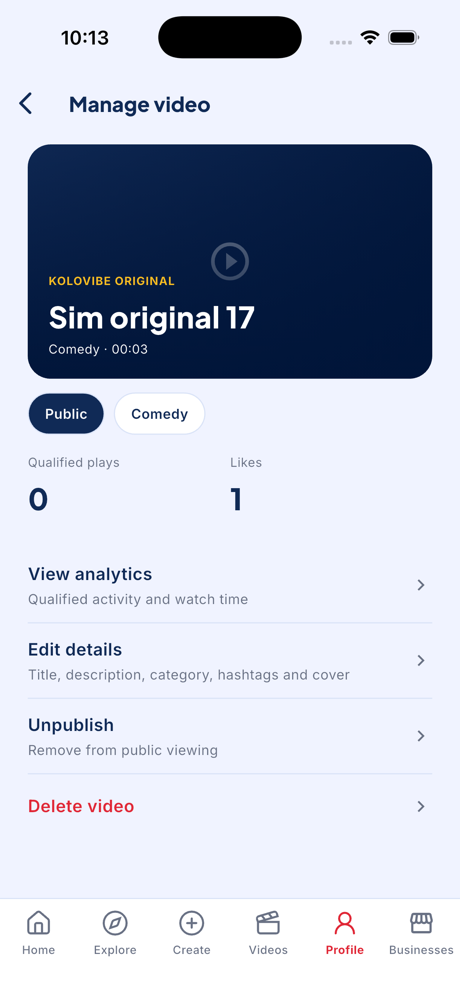 10:13
Manage video
KOLOVIBE ORIGINAL
Sim original 17
Comedy · 00:03
Public
Comedy
Qualified plays
Likes
0
1
View analytics
Qualified activity and watch time
Edit details
Title, description, category, hashtags and cover
Unpublish
Remove from public viewing
Delete video
Home
Explore
Create
Videos
Profile
Businesses